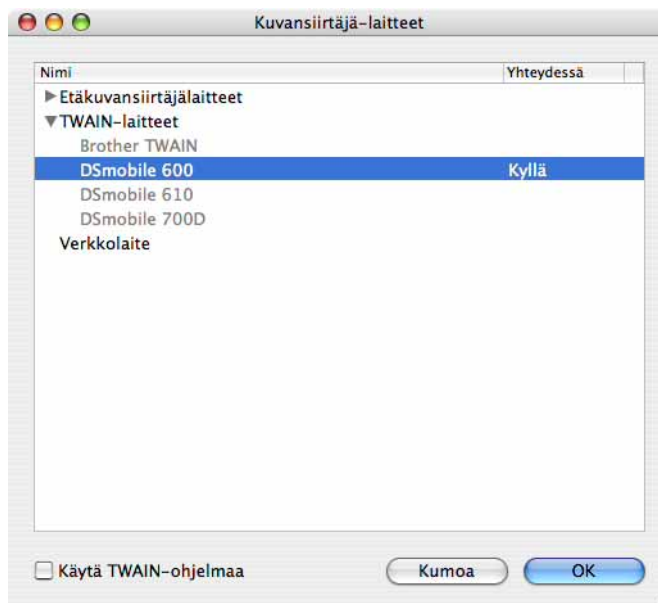 Kuvansiirtäjä-laitteet
Nimi Yhteydessä
Etäkuvansiirtäjälaitteet
TWAIN-laitteet
Brother TWAIN
DSmobile 600 Kyllä
DSmobile 610
DSmobile 700D
Verkkolaite
Käytä TWAIN-ohjelmaa Kumoa OK